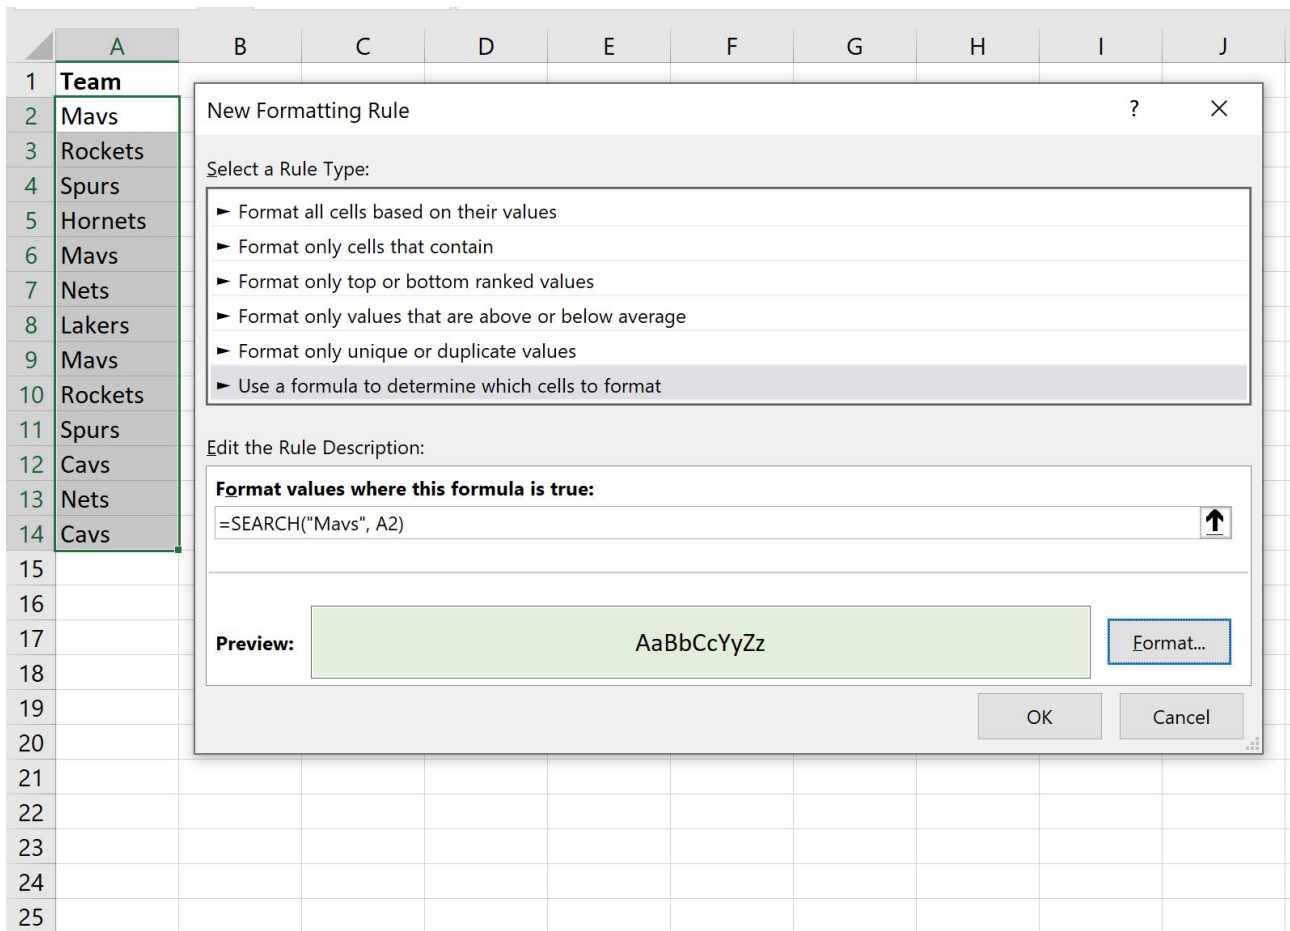 A B C D E F G H I J
1 Team
2 Mavs
3 Rockets
4 Spurs
5 Hornets
6 Mavs
7 Nets
8 Lakers
9 Mavs
10 Rockets
11 Spurs
12 Cavs
13 Nets
14 Cavs
15
16
17
18
19
20
21
22
23
24
25
New Formatting Rule ? ×
Select a Rule Type:
► Format all cells based on their values
► Format only cells that contain
► Format only top or bottom ranked values
► Format only values that are above or below average
► Format only unique or duplicate values
► Use a formula to determine which cells to format
Edit the Rule Description:
Format values where this formula is true:
=SEARCH("Mavs", A2)
Preview: AaBbCcYyZz Format...
OK Cancel